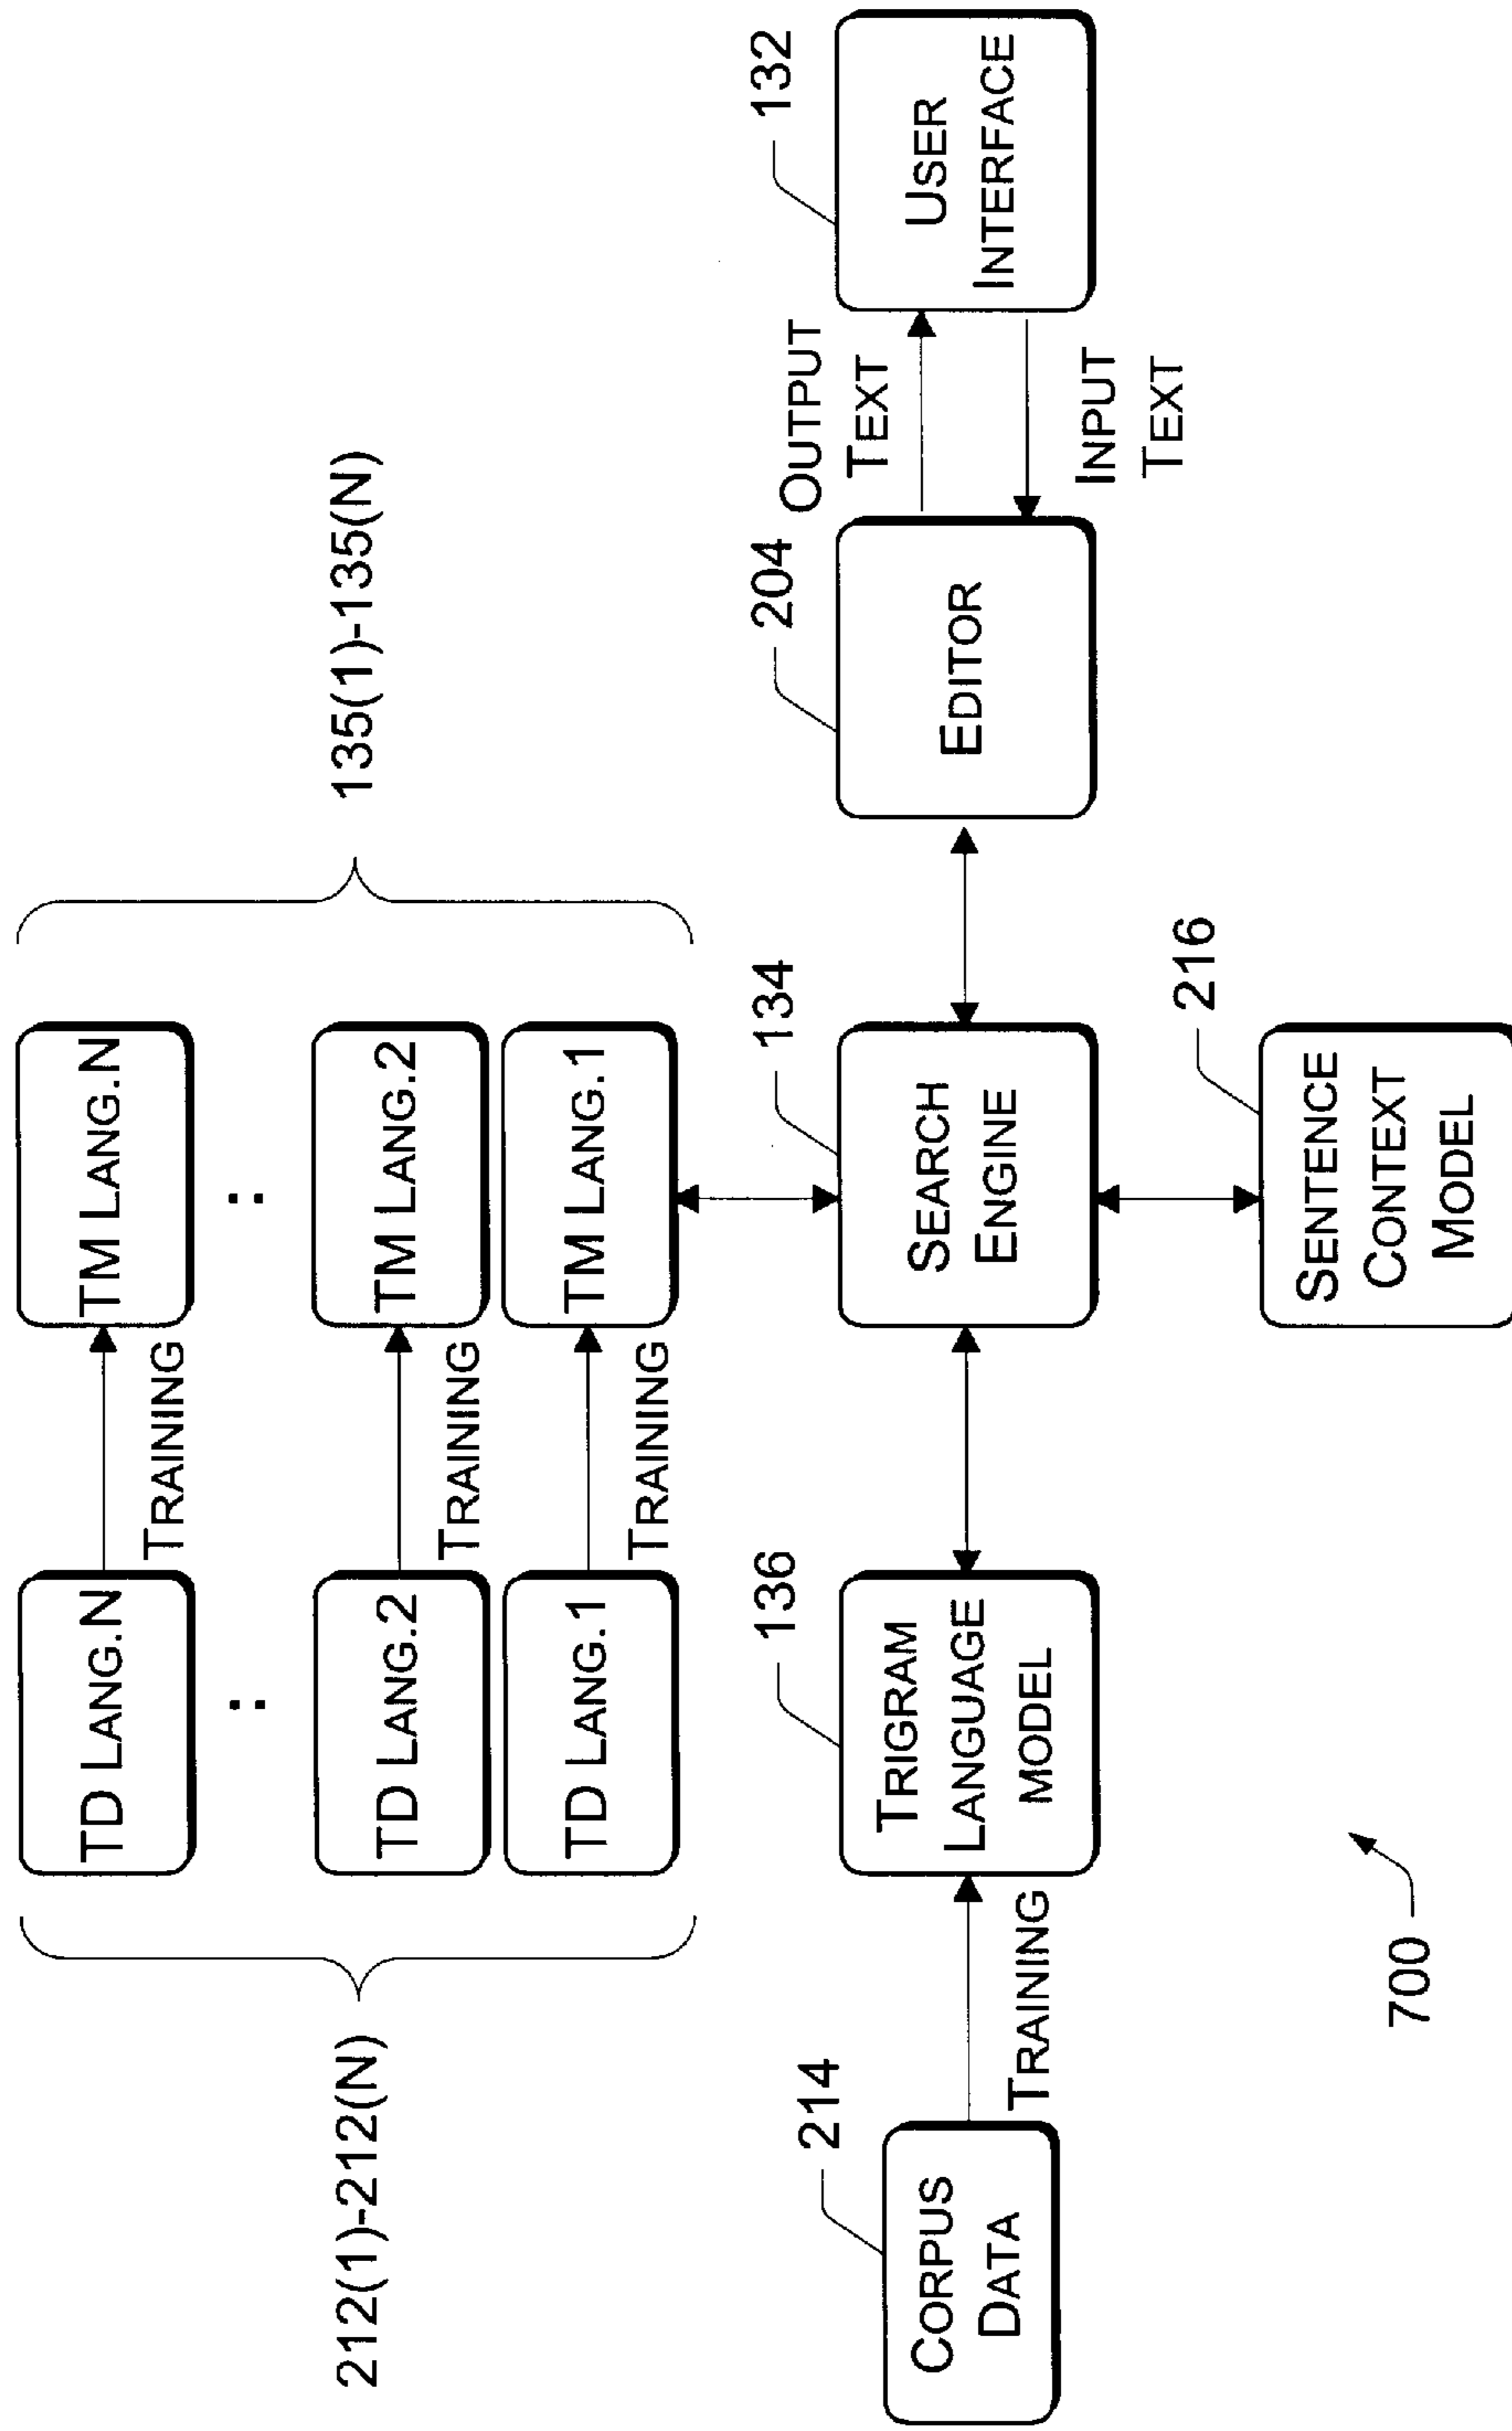 212(1)-212(N)
135(1)-135(N)
TD LANG.N
TRAINING
TM LANG.N
:
:
TD LANG.2
TRAINING
TM LANG.2
TD LANG.1
TRAINING
TM LANG.1
214
136
134
204
132
CORPUS
DATA
TRAINING
TRIGRAM
LANGUAGE
MODEL
SEARCH
ENGINE
EDITOR
OUTPUT
TEXT
INPUT
TEXT
USER
INTERFACE
216
SENTENCE
CONTEXT
MODEL
700